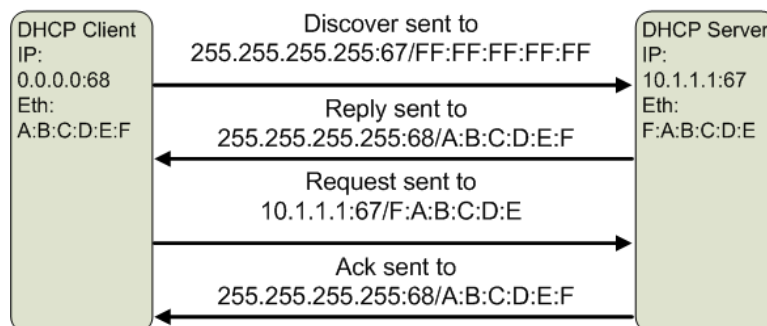 DHCP Client
IP:
0.0.0.0:68
Eth:
A:B:C:D:E:F
Discover sent to
255.255.255.255:67/FF:FF:FF:FF:FF
Reply sent to
255.255.255.255:68/A:B:C:D:E:F
Request sent to
10.1.1.1:67/F:A:B:C:D:E
Ack sent to
255.255.255.255:68/A:B:C:D:E:F
DHCP Server
IP:
10.1.1.1:67
Eth:
F:A:B:C:D:E